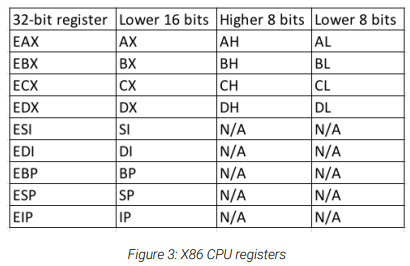 32-bit register Lower 16 bits Higher 8 bits Lower 8 bits
EAX AX AH AL
EBX BX BH BL
ECX CX CH CL
EDX DX DH DL
ESI SI N/A N/A
EDI DI N/A N/A
EBP BP N/A N/A
ESP SP N/A N/A
EIP IP N/A N/A
Figure 3: X86 CPU registers